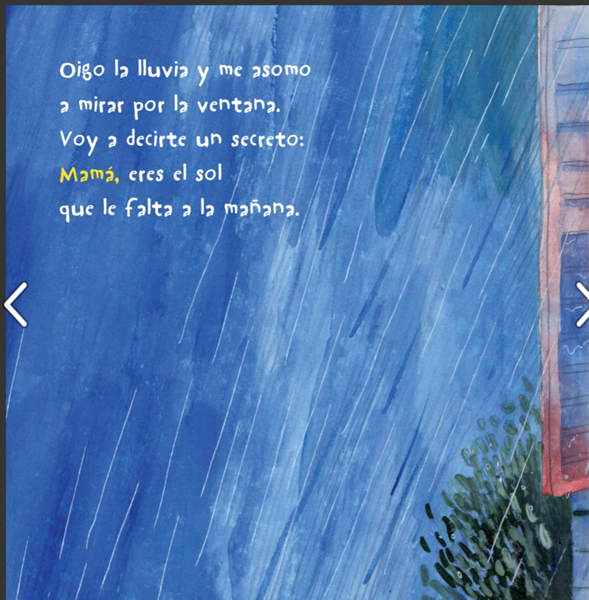 Oigo la lluvia y me asomo
a mirar por la ventana.
Voy a decirte un secreto:
Mamá, eres el sol
que le falta a la mañana.